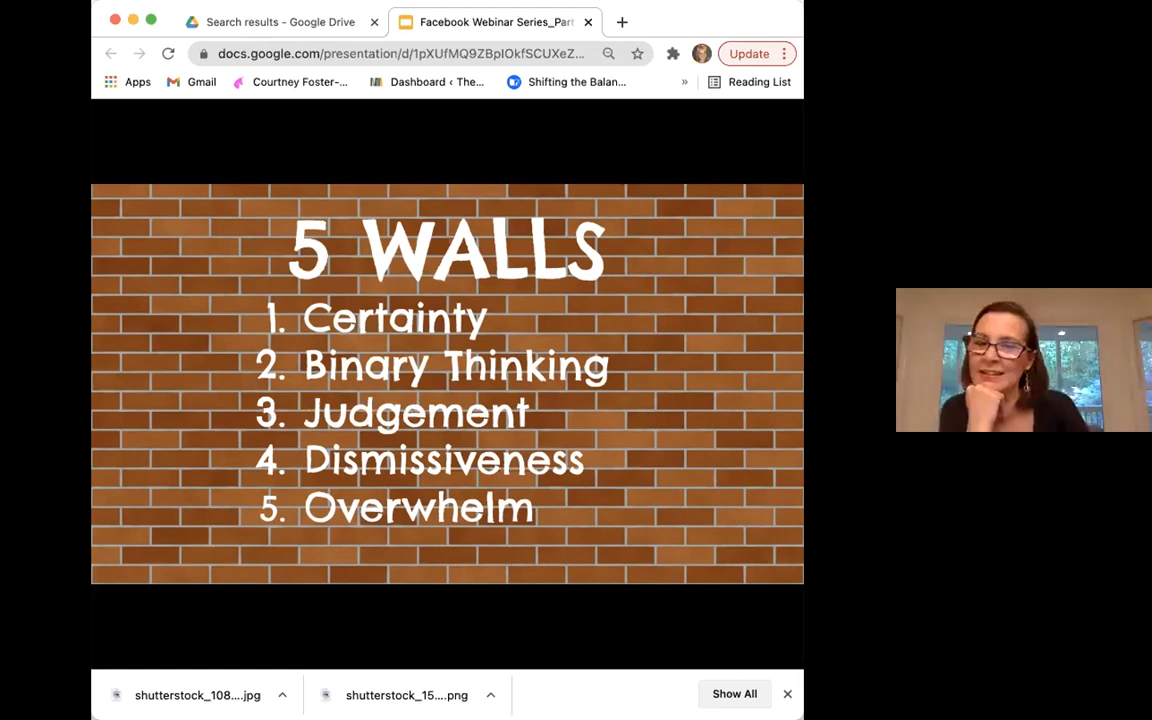 Search results - Google Drive
Facebook Webinar Series_Part
docs.google.com/presentation/d/1pXUfMQ9ZBpIOkfSCUXeZ...
Update
Apps
Gmail
Courtney Foster-...
Dashboard ‹ The...
Shifting the Balan...
»
Reading List
5 WALLS
1. Certainty
2. Binary Thinking
3. Judgement
4. Dismissiveness
5. Overwhelm
shutterstock_108....jpg
shutterstock_15....png
Show All